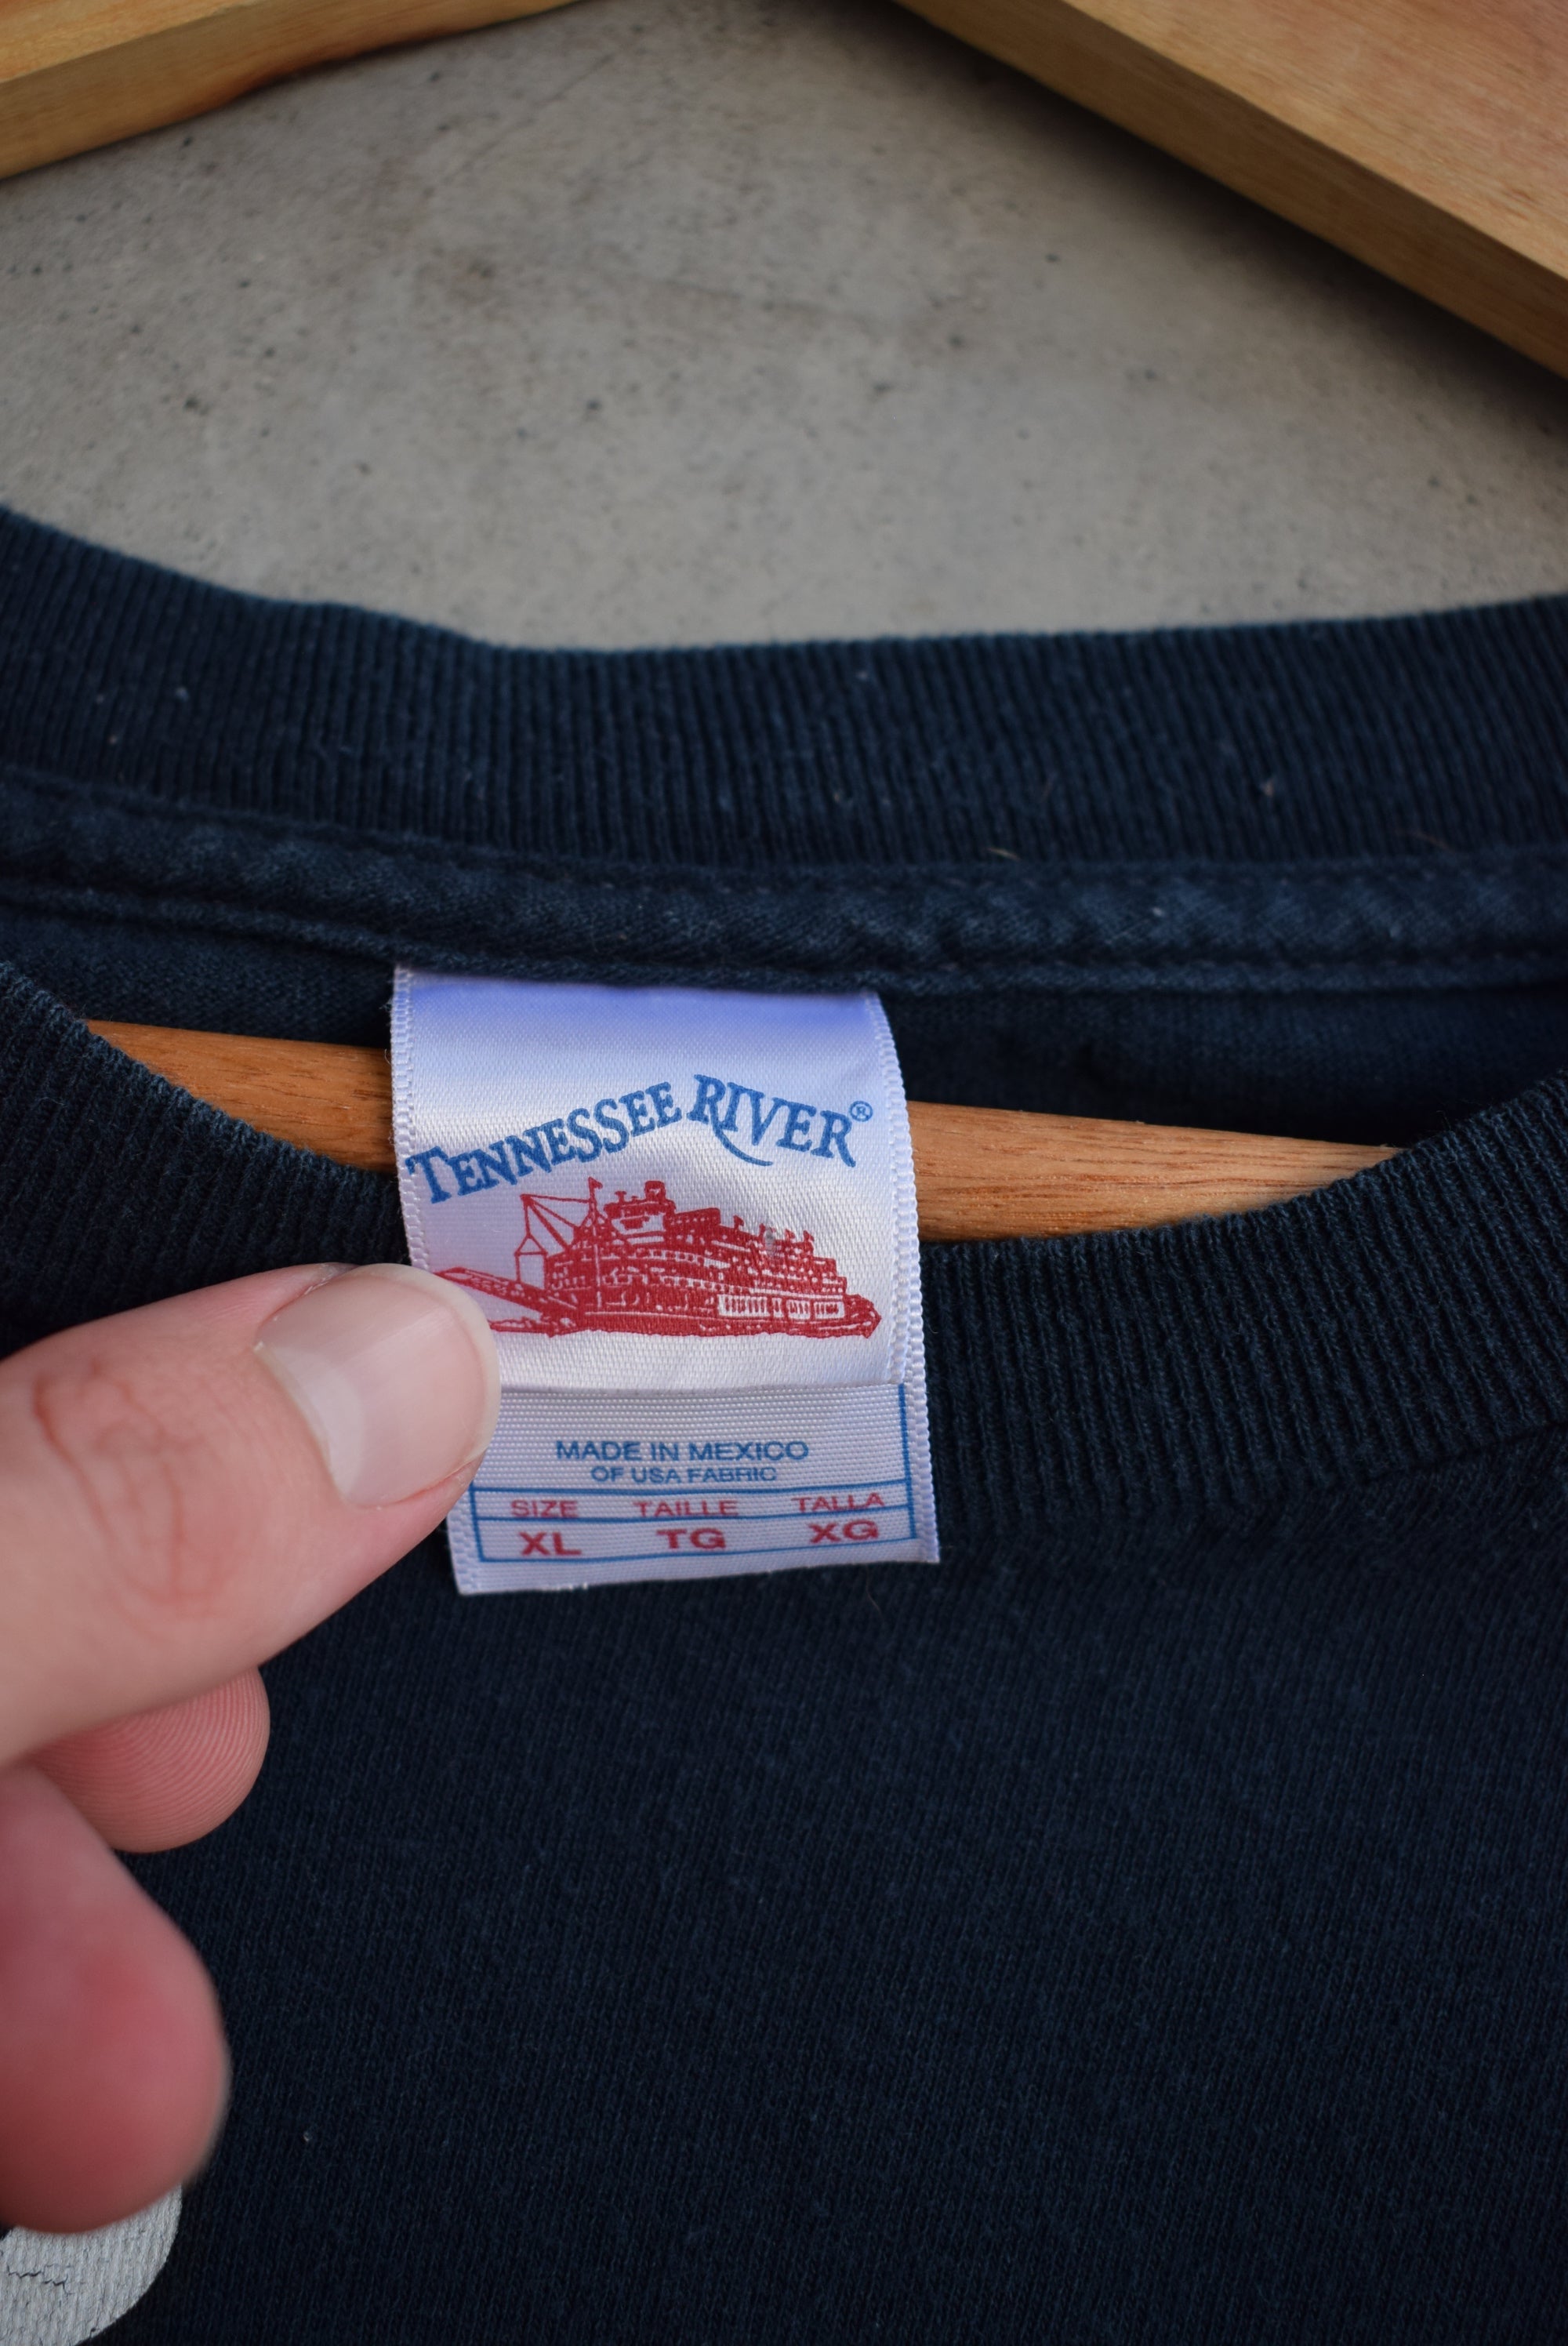 TENNESSEE RIVER®
MADE IN MEXICO
OF USA FABRIC
SIZE TAILLE TALLA
XL TG XG